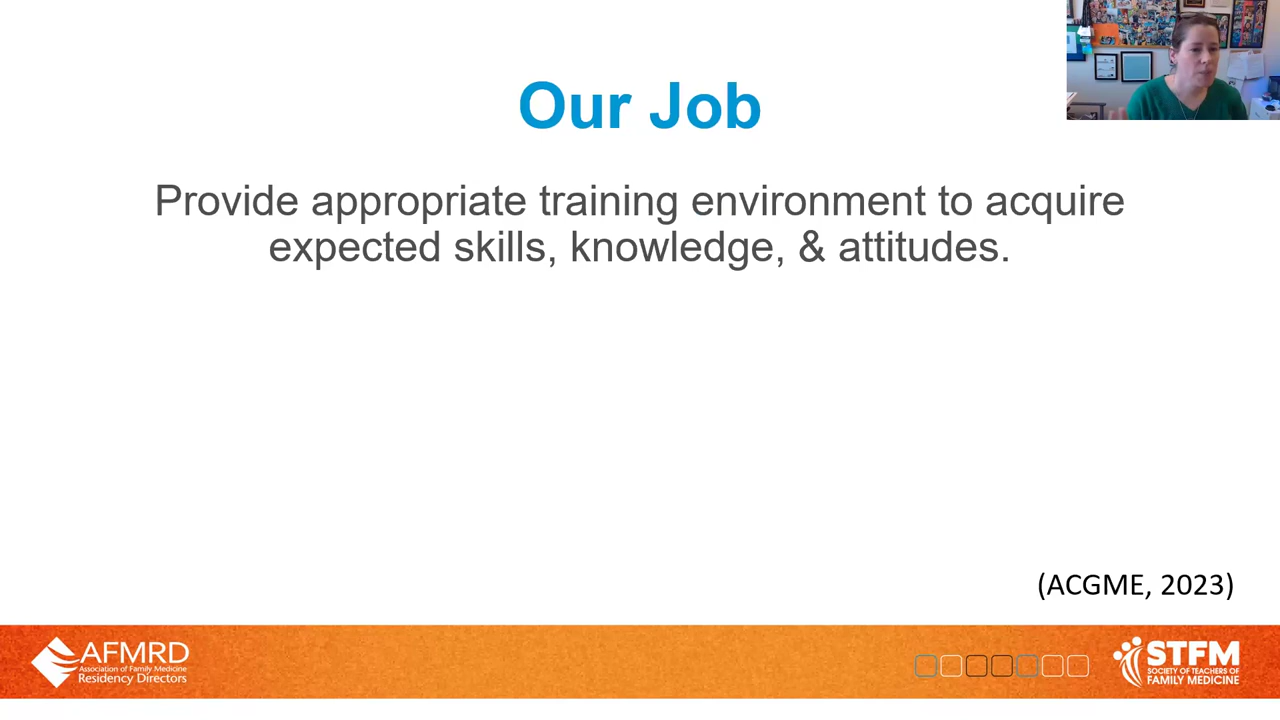 Our Job
Provide appropriate training environment to acquire
expected skills, knowledge, & attitudes.
(ACGME, 2023)
AFMRD
Association of Family Medicine
Residency Directors
STFM
SOCIETY OF TEACHERS OF
FAMILY MEDICINE